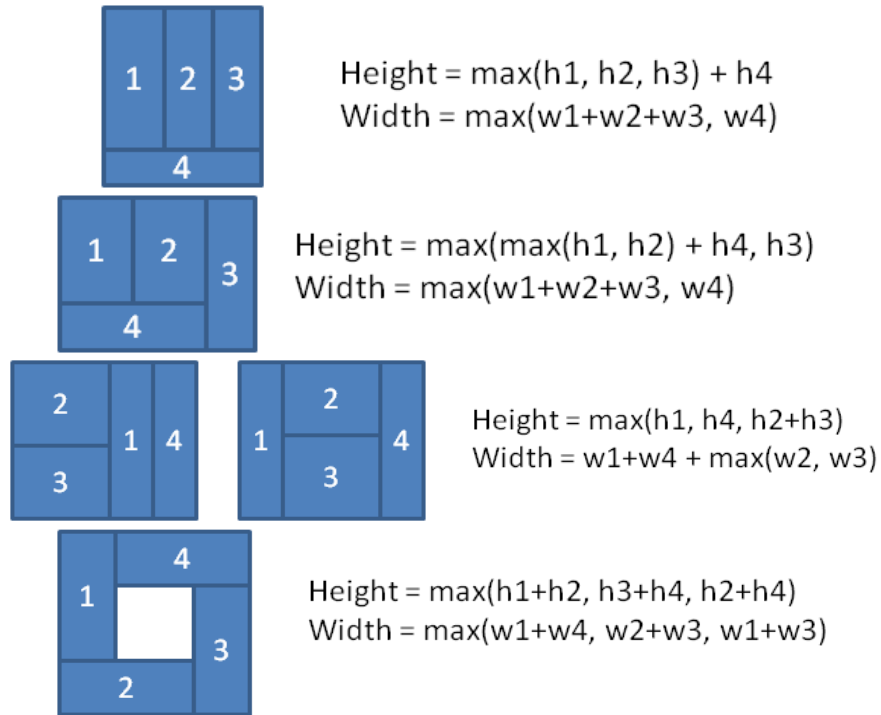 1 2 3
4
Height = max(h1, h2, h3) + h4
Width = max(w1+w2+w3, w4)
1 2 3
4
Height = max(max(h1, h2) + h4, h3)
Width = max(w1+w2+w3, w4)
2
1 4
3
2
1 4
3
Height = max(h1, h4, h2+h3)
Width = w1+w4 + max(w2, w3)
4
1
3
2
Height = max(h1+h2, h3+h4, h2+h4)
Width = max(w1+w4, w2+w3, w1+w3)